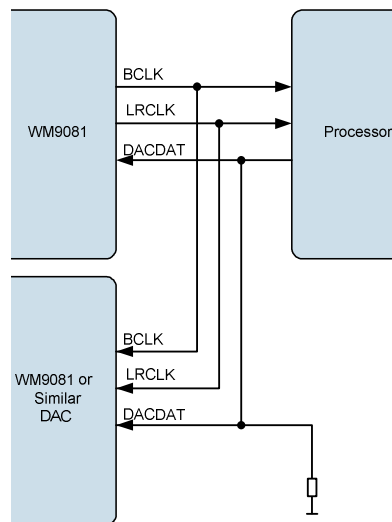 BCLK
LRCLK
WM9081
Processor
DACDAT
BCLK
WM9081 or
Similar
DAC
LRCLK
DACDAT